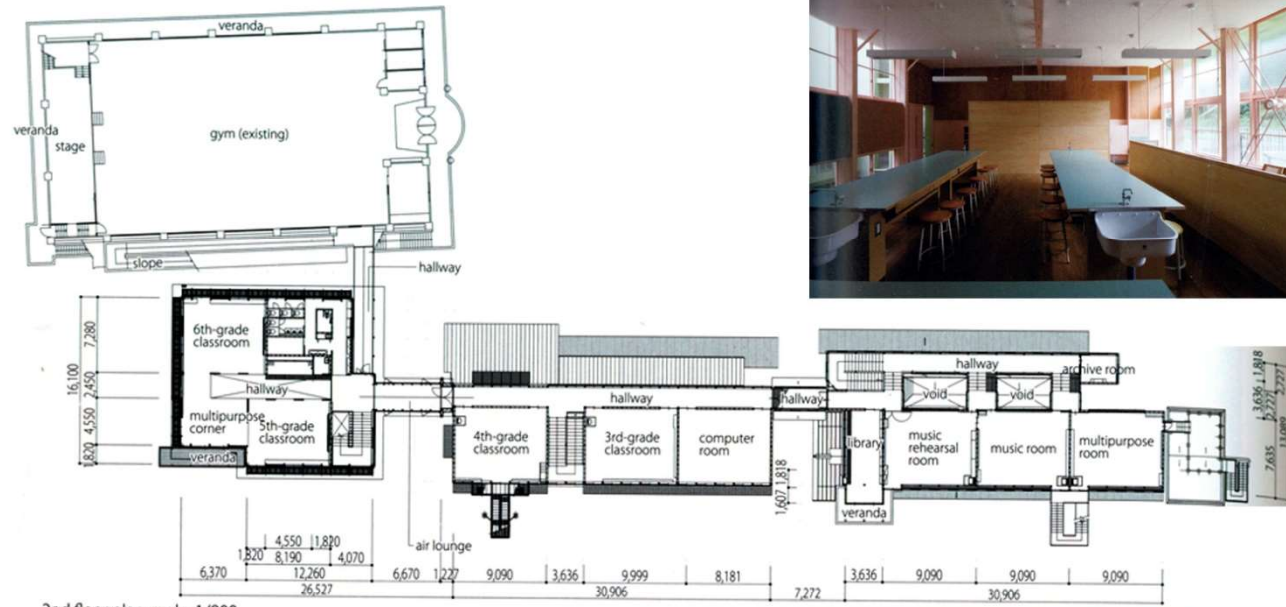 veranda
veranda
stage
gym (existing)
slope
hallway
6th-grade
classroom
hallway
multipurpose
corner
5th-grade
classroom
veranda
7,280
16,100
2,450
4,550
1,820
hallway
hallway
4th-grade
classroom
3rd-grade
classroom
computer
room
hallway
archive room
void
void
library
music
rehearsal
room
music room
multipurpose
room
veranda
1,607
1,818
3,636
1,818
7,635
air lounge
4,550
1,820
1,820
8,190
4,070
6,370
12,260
6,670
1,227
9,090
3,636
9,999
8,181
3,636
9,090
9,090
9,090
26,527
30,906
7,272
30,906